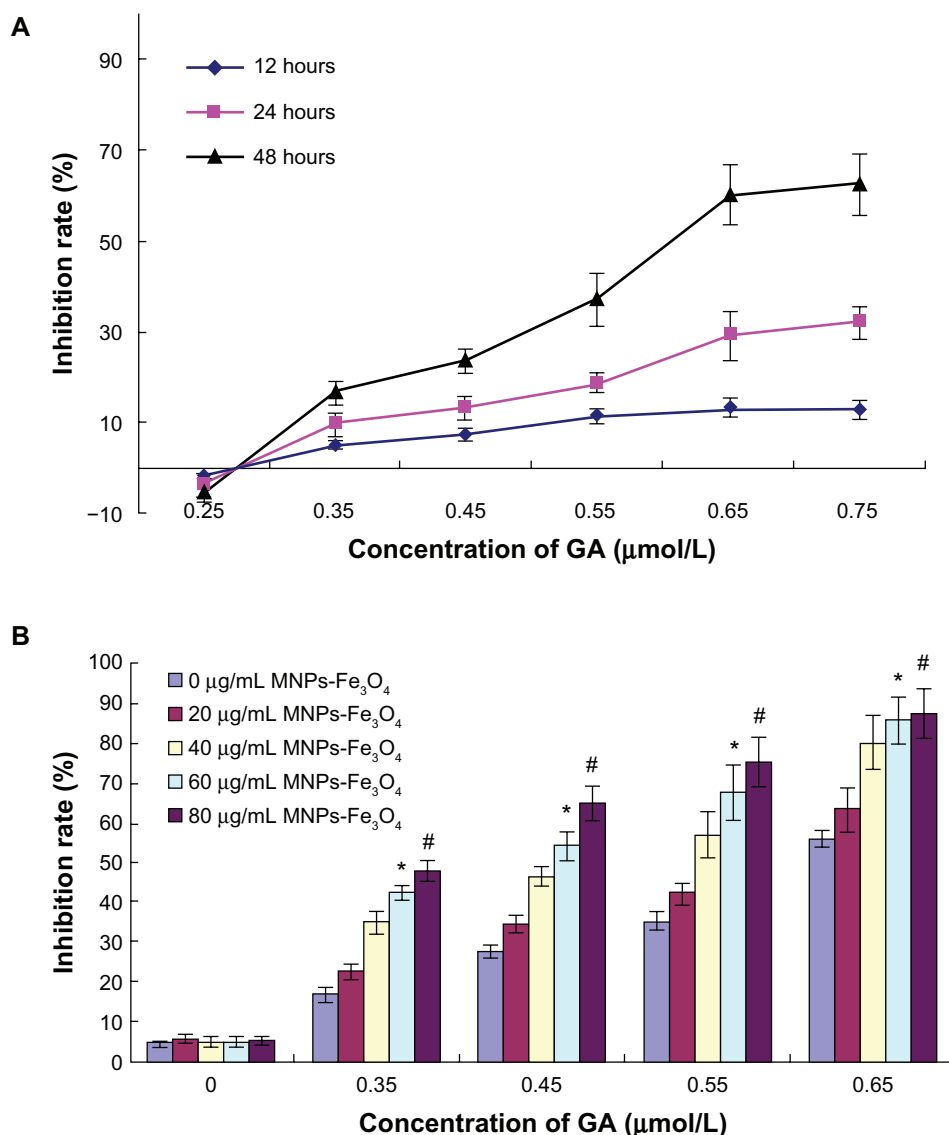 A
90
70
50
30
10
−10
Inhibition rate (%)
12 hours
24 hours
48 hours
0.25 0.35 0.45 0.55 0.65 0.75
Concentration of GA (μmol/L)
B
100
90
80
70
60
50
40
30
20
10
0
Inhibition rate (%)
0 μg/mL MNPs-Fe₃O₄
20 μg/mL MNPs-Fe₃O₄
40 μg/mL MNPs-Fe₃O₄
60 μg/mL MNPs-Fe₃O₄
80 μg/mL MNPs-Fe₃O₄
* #
* #
* #
* #
0 0.35 0.45 0.55 0.65
Concentration of GA (μmol/L)